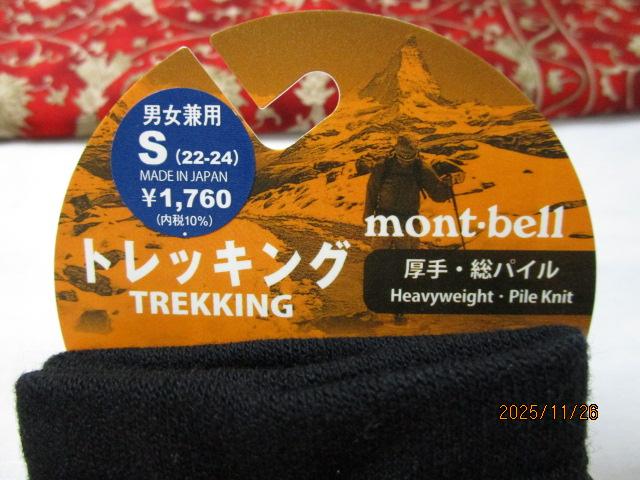 男女兼用
S (22-24)
MADE IN JAPAN
¥1,760
(内税10%)
mont·bell
トレッキング
TREKKING
厚手・総パイル
Heavyweight・Pile Knit
2025/11/26